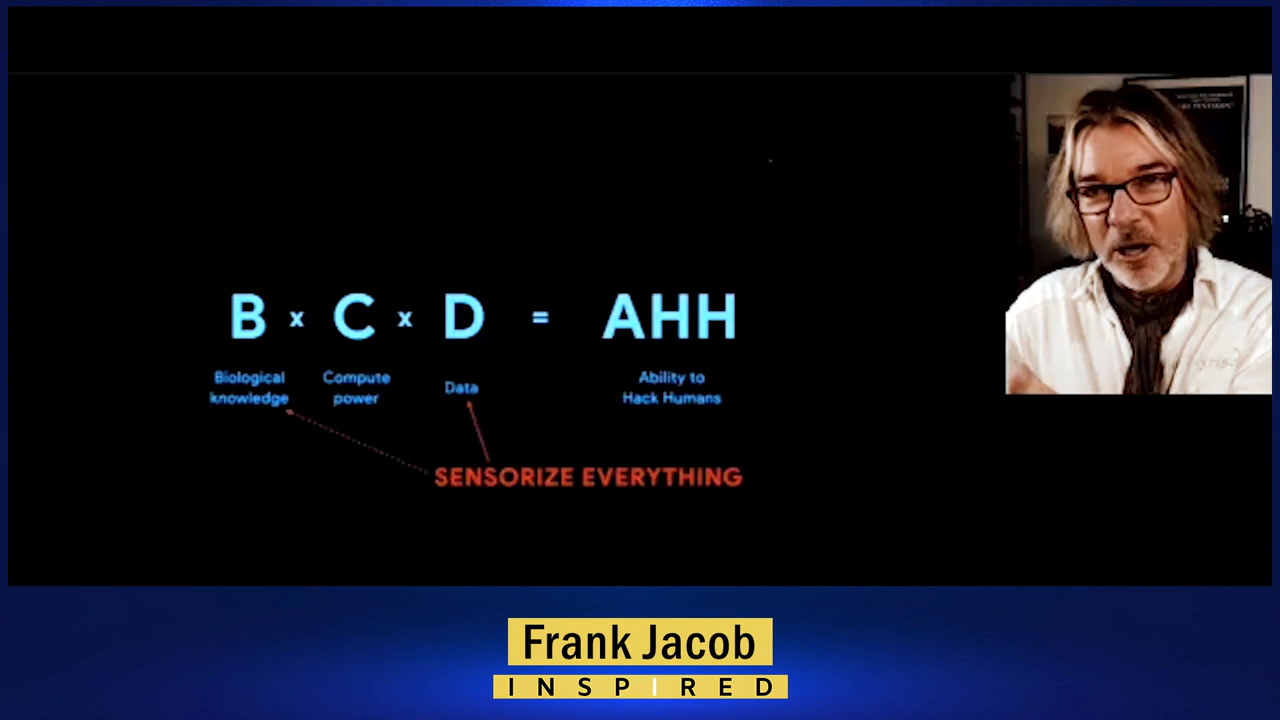 B x C x D = AHH
Biological knowledge
Compute power
Data
Ability to Hack Humans
SENSORIZE EVERYTHING
Frank Jacob
INSPIRED